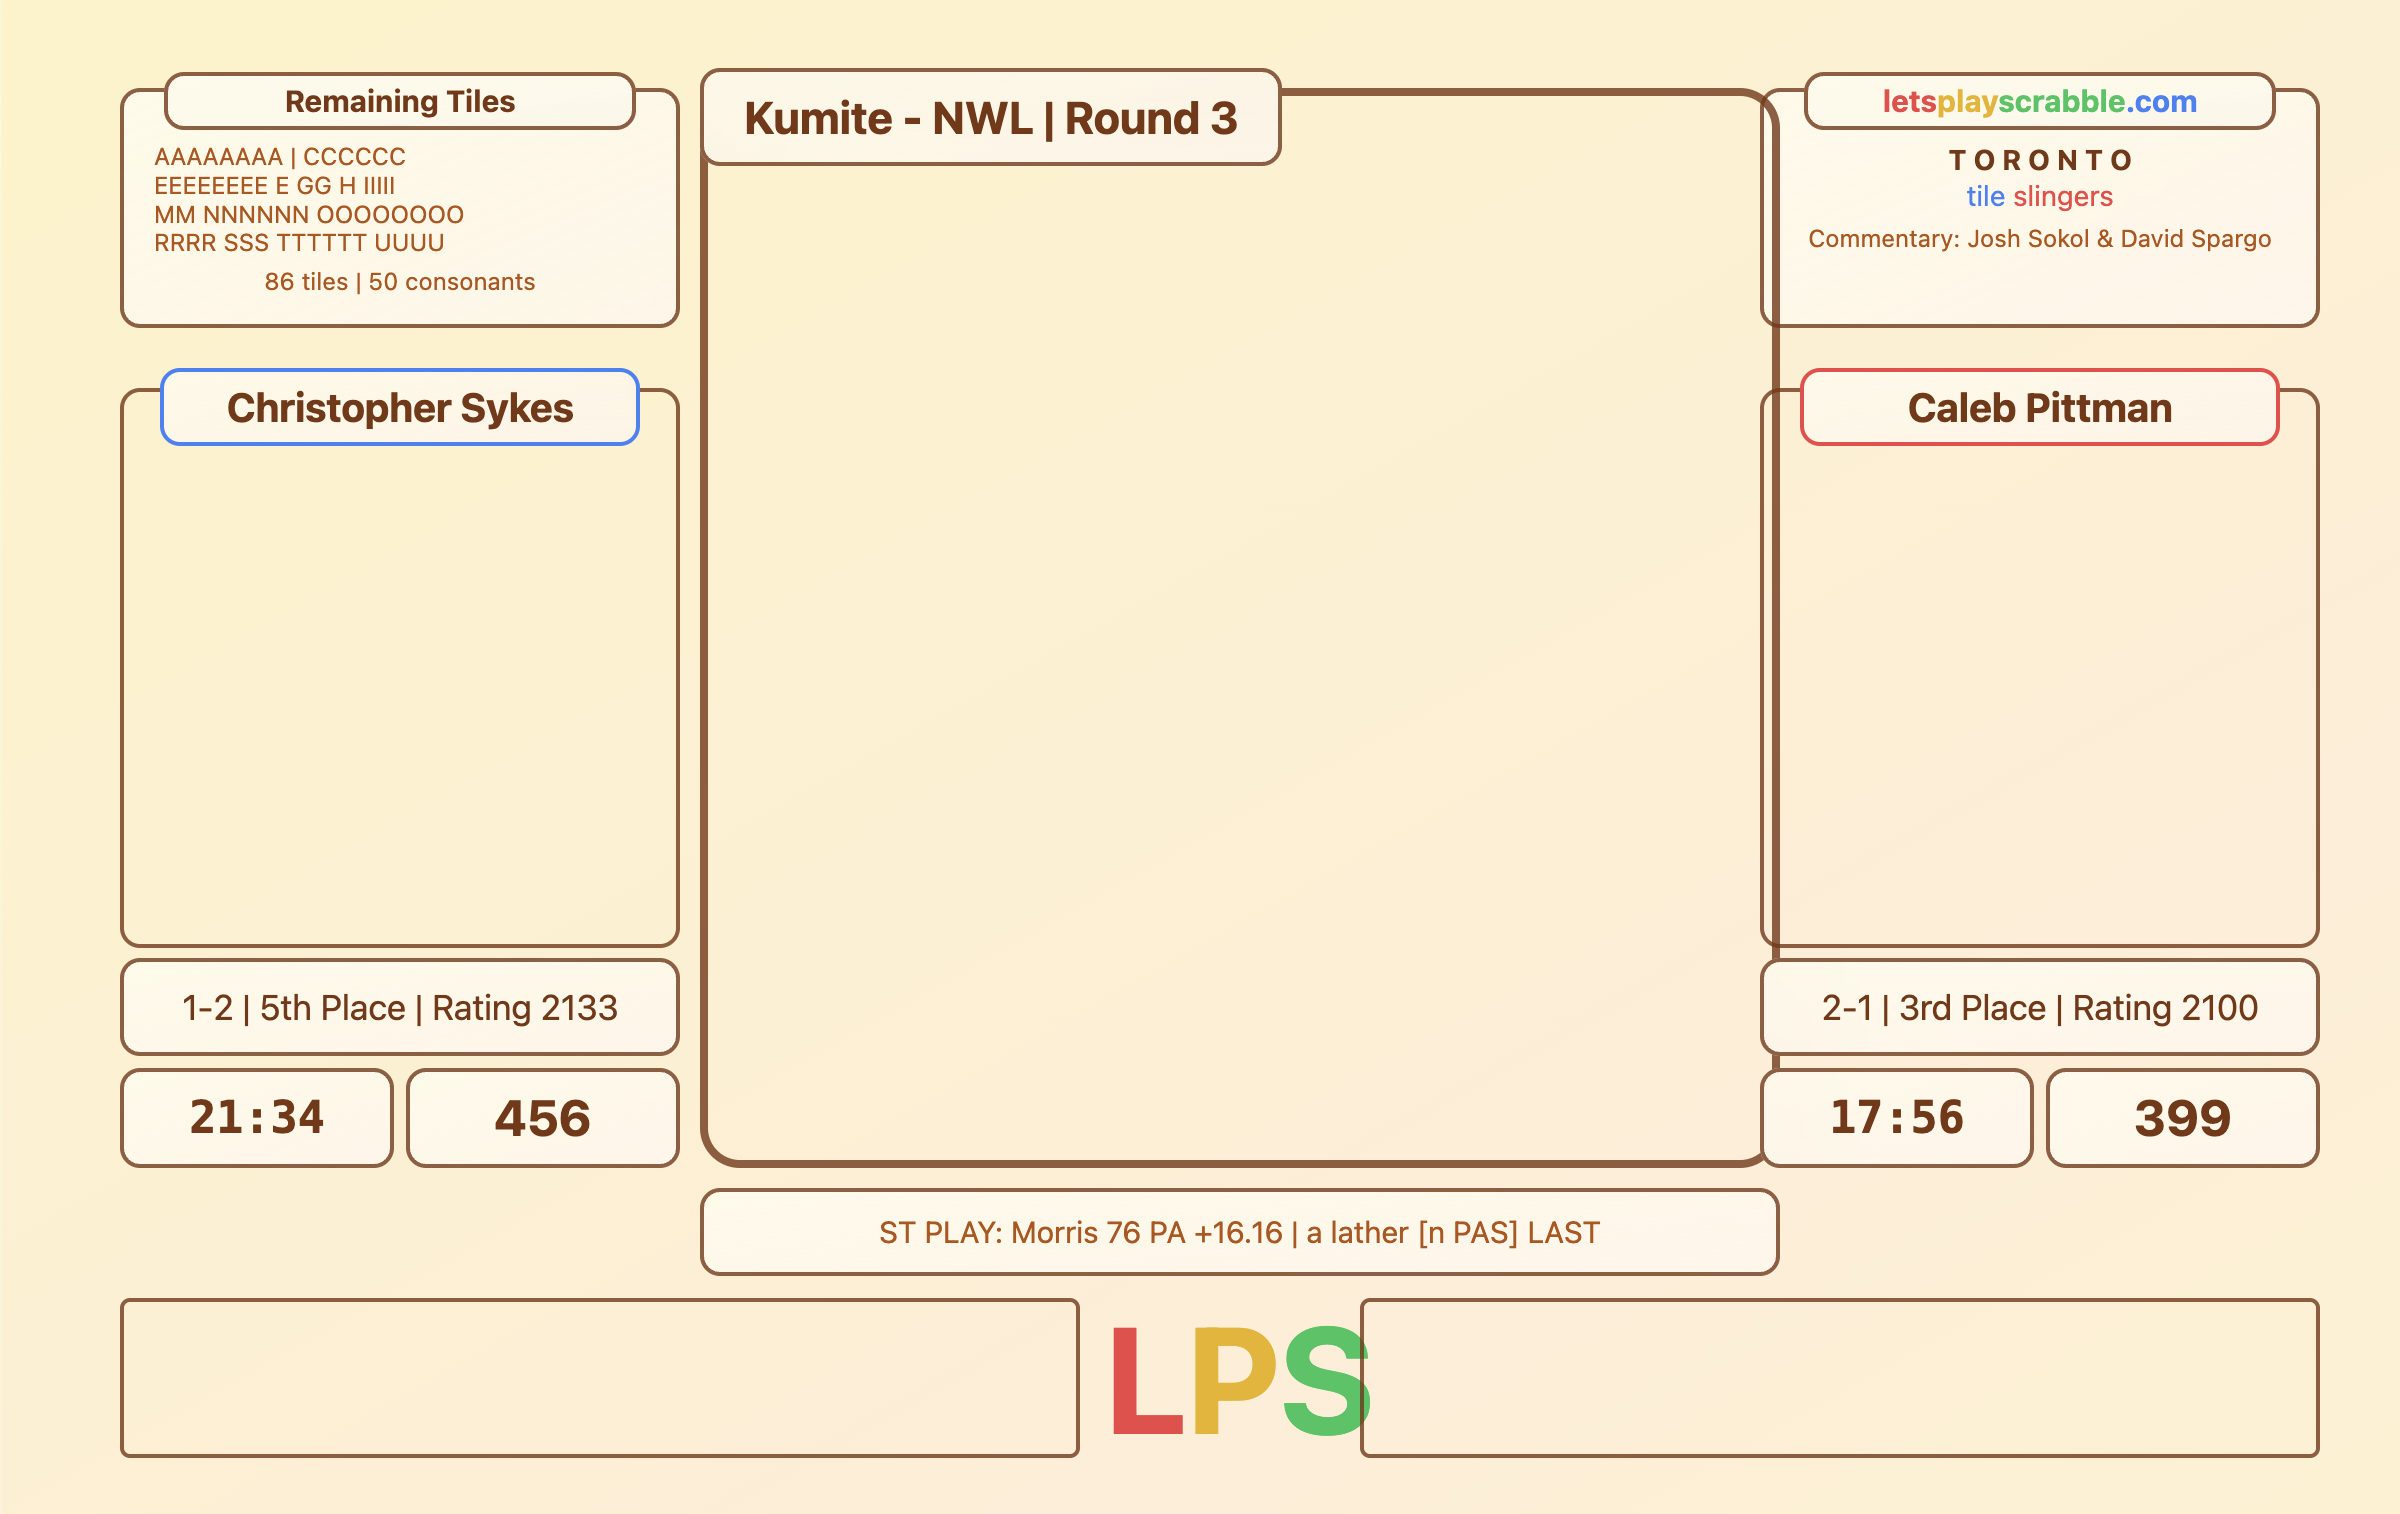 Remaining Tiles
AAAAAAAA | CCCCCC
EEEEEEEE E GG H IIIII
MM NNNNNN OOOOOOOO
RRRR SSS TTTTTT UUUU
86 tiles | 50 consonants
Kumite - NWL | Round 3
letsplayscrabble.com
TORONTO
tile slingers
Commentary: Josh Sokol & David Spargo
Christopher Sykes
Caleb Pittman
1-2 | 5th Place | Rating 2133
2-1 | 3rd Place | Rating 2100
21:34
456
17:56
399
ST PLAY: Morris 76 PA +16.16 | a lather [n PAS] LAST
LPS